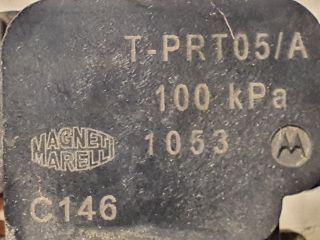 T-PRT05/A
100 kPa
MAGNETI
MARELLI
1053
C146